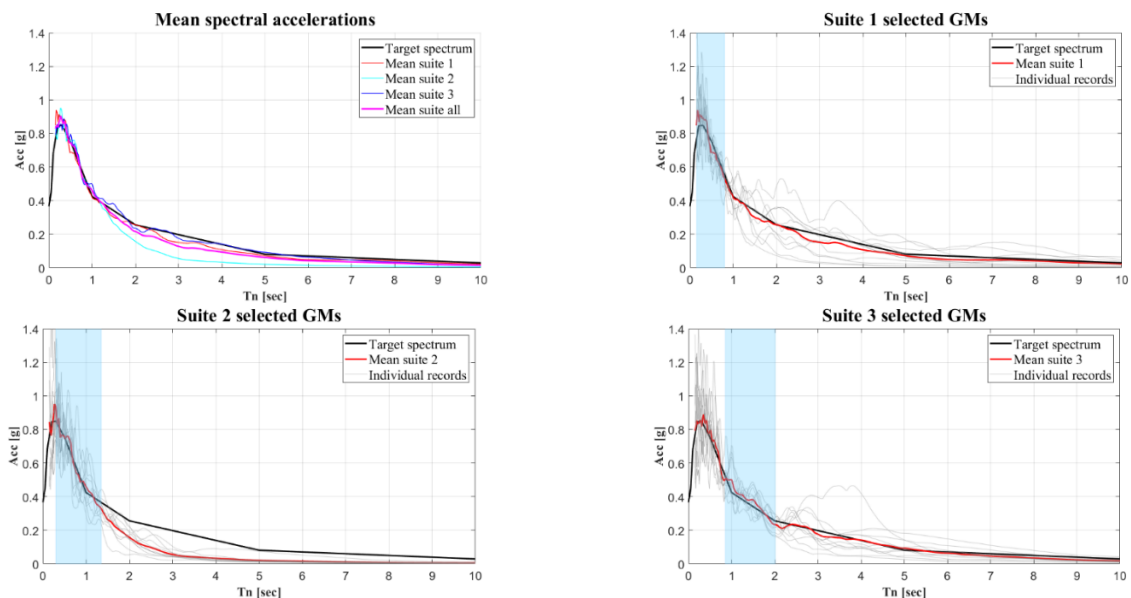 Mean spectral accelerations
1.4
1.2
1
0.8
0.6
0.4
0.2
0
Acc [g]
Target spectrum
Mean suite 1
Mean suite 2
Mean suite 3
Mean suite all
0 1 2 3 4 5 6 7 8 9 10
Tn [sec]
Suite 1 selected GMs
1.4
1.2
1
0.8
0.6
0.4
0.2
0
Acc [g]
Target spectrum
Mean suite 1
Individual records
0 1 2 3 4 5 6 7 8 9 10
Tn [sec]
Suite 2 selected GMs
1.4
1.2
1
0.8
0.6
0.4
0.2
0
Acc [g]
Target spectrum
Mean suite 2
Individual records
0 1 2 3 4 5 6 7 8 9 10
Tn [sec]
Suite 3 selected GMs
1.4
1.2
1
0.8
0.6
0.4
0.2
0
Acc [g]
Target spectrum
Mean suite 3
Individual records
0 1 2 3 4 5 6 7 8 9 10
Tn [sec]